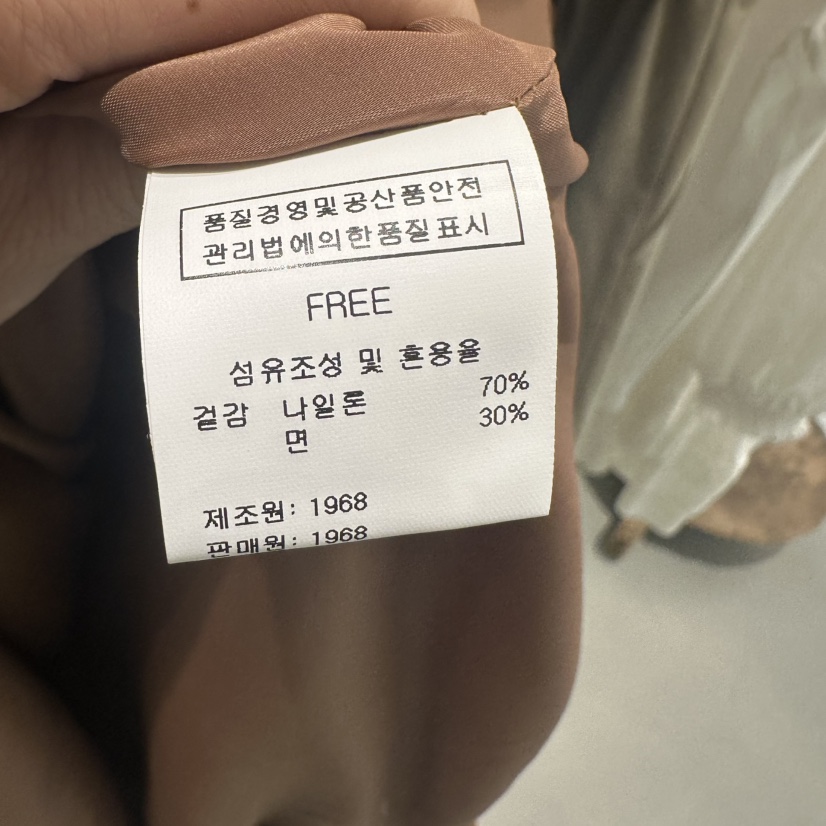 품질경영및공산품안전
관리법에의한품질표시
FREE
섬유조성 및 혼용율
겉감 나일론 70%
면 30%
제조원: 1968
판매원: 1968